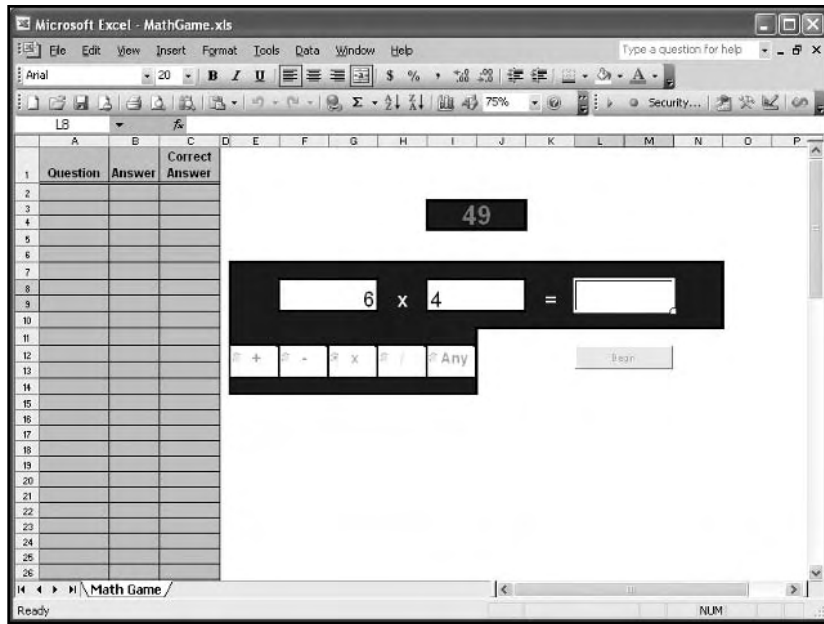 Microsoft Excel - MathGame.xls
File Edit View Insert Format Tools Data Window Help Type a question for help
Arial 20 B I U $ % , A
Σ 75% Security...
L8 fx
A B C D E F G H I J K L M N O P
1 Question Answer Correct Answer
2
3
49
4
5
6
7
8
6 x 4 =
9
10
11
12
+ - x / Any Begin
13
14
15
16
17
18
19
20
21
22
23
24
25
26
Math Game
Ready NUM